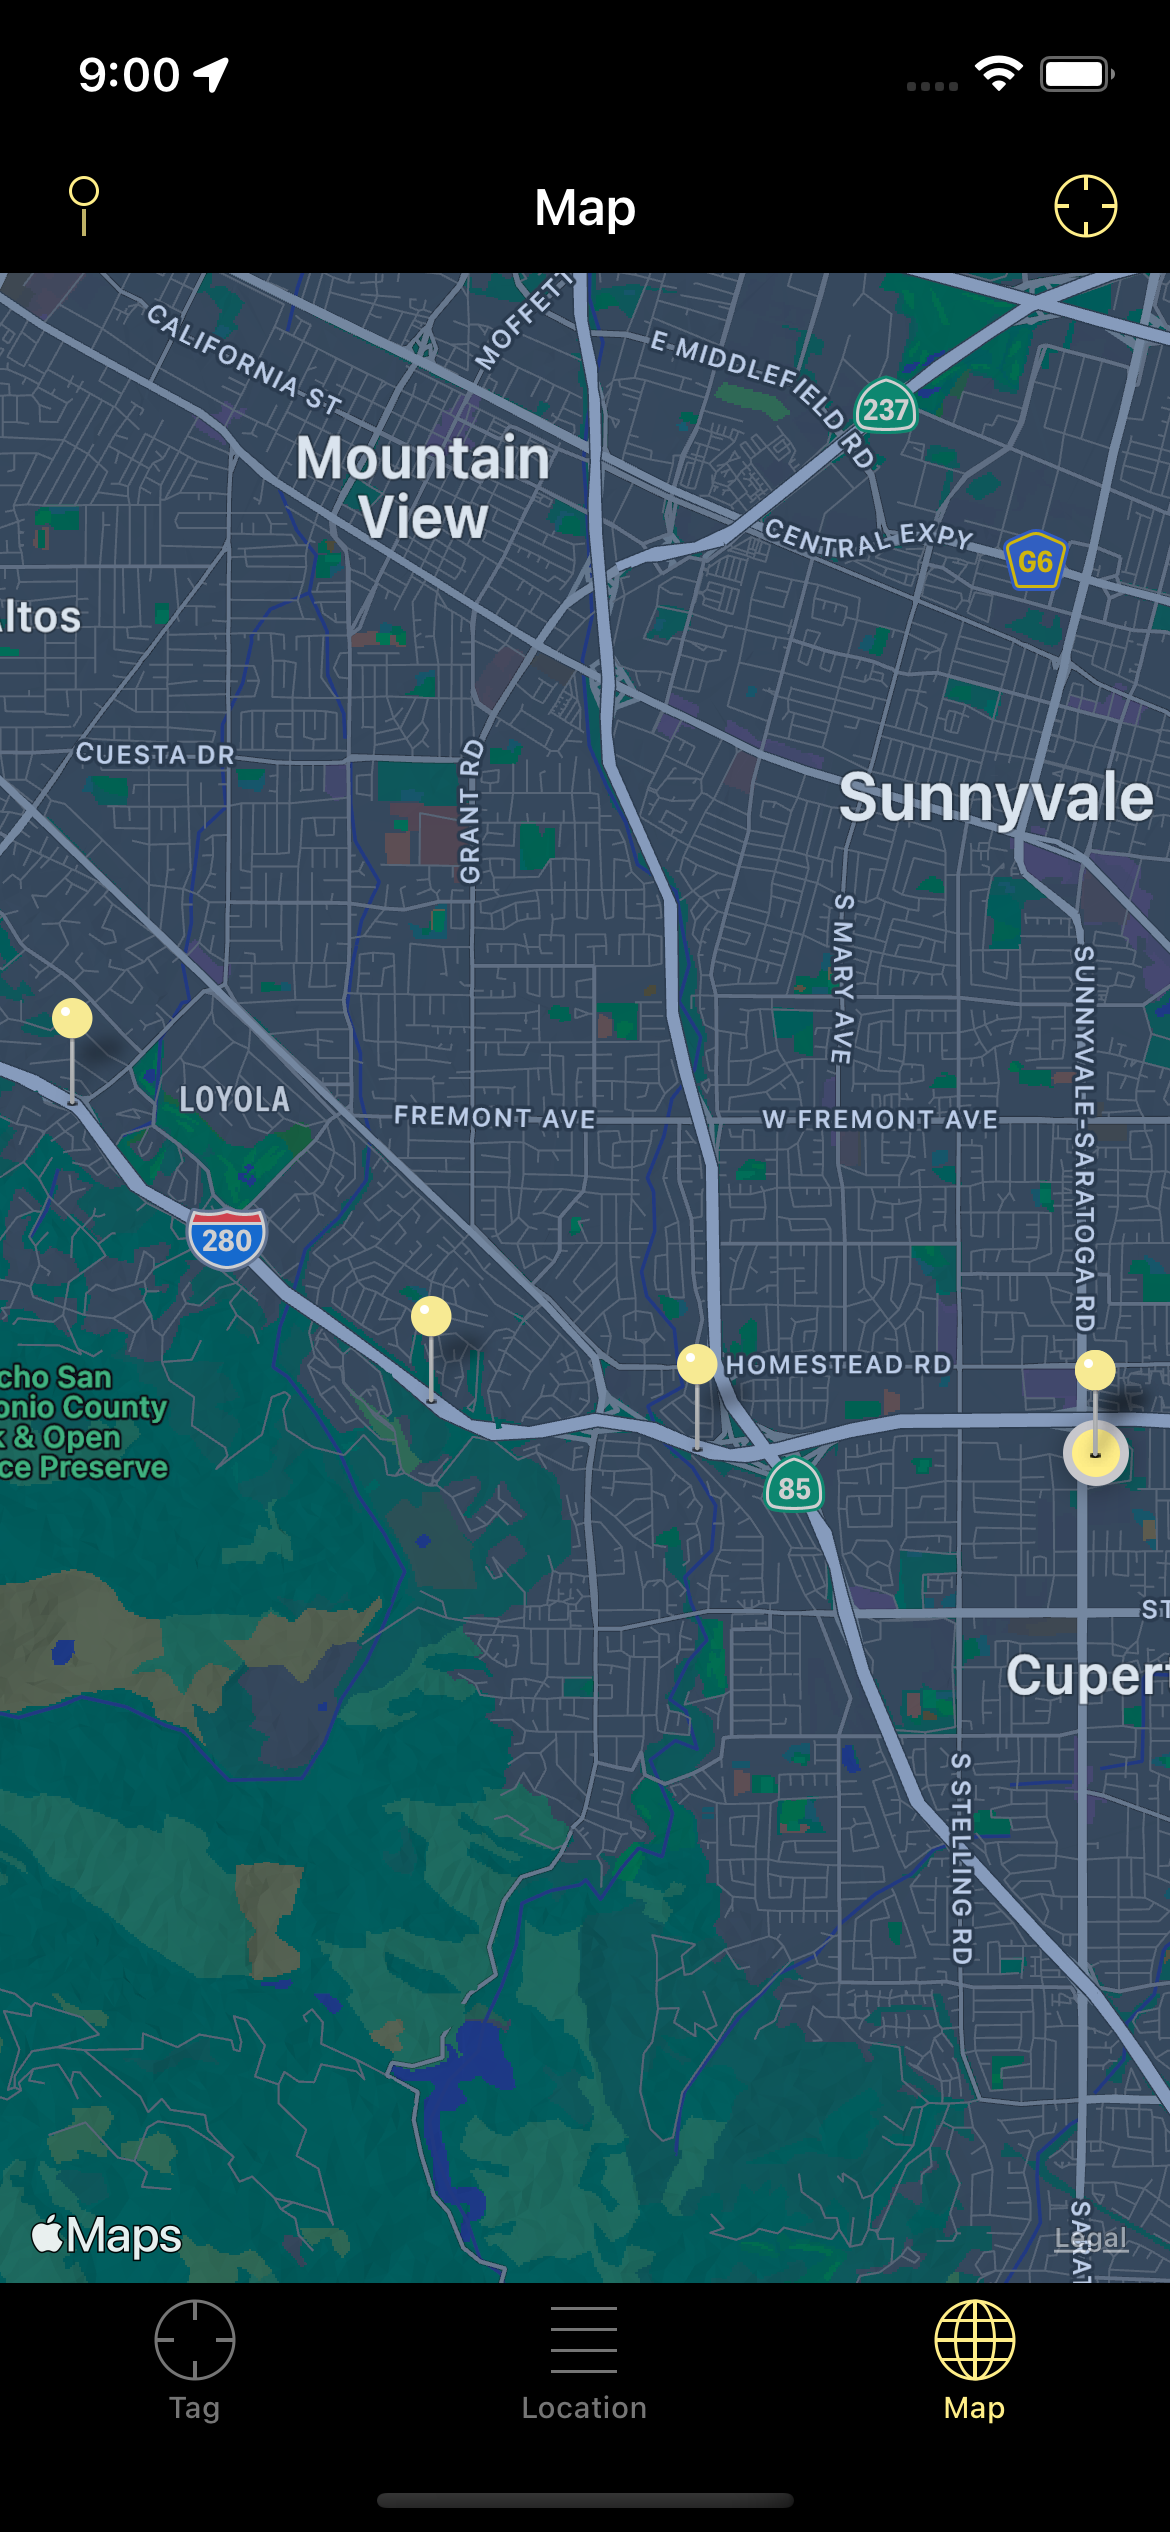 9:00
Map
CALIFORNIA ST
MOFFETT
E MIDDLEFIELD RD
237
Mountain
View
CENTRAL EXPY
G6
Altos
CUESTA DR
GRANT RD
Sunnyvale
S MARY AVE
SUNNYVALE-SARATOGA RD
LOYOLA
FREMONT AVE
W FREMONT AVE
280
HOMESTEAD RD
cho San
onio County
k & Open
ce Preserve
85
ST
Cupert
S STELLING RD
SARAT
Maps
Legal
Tag
Location
Map